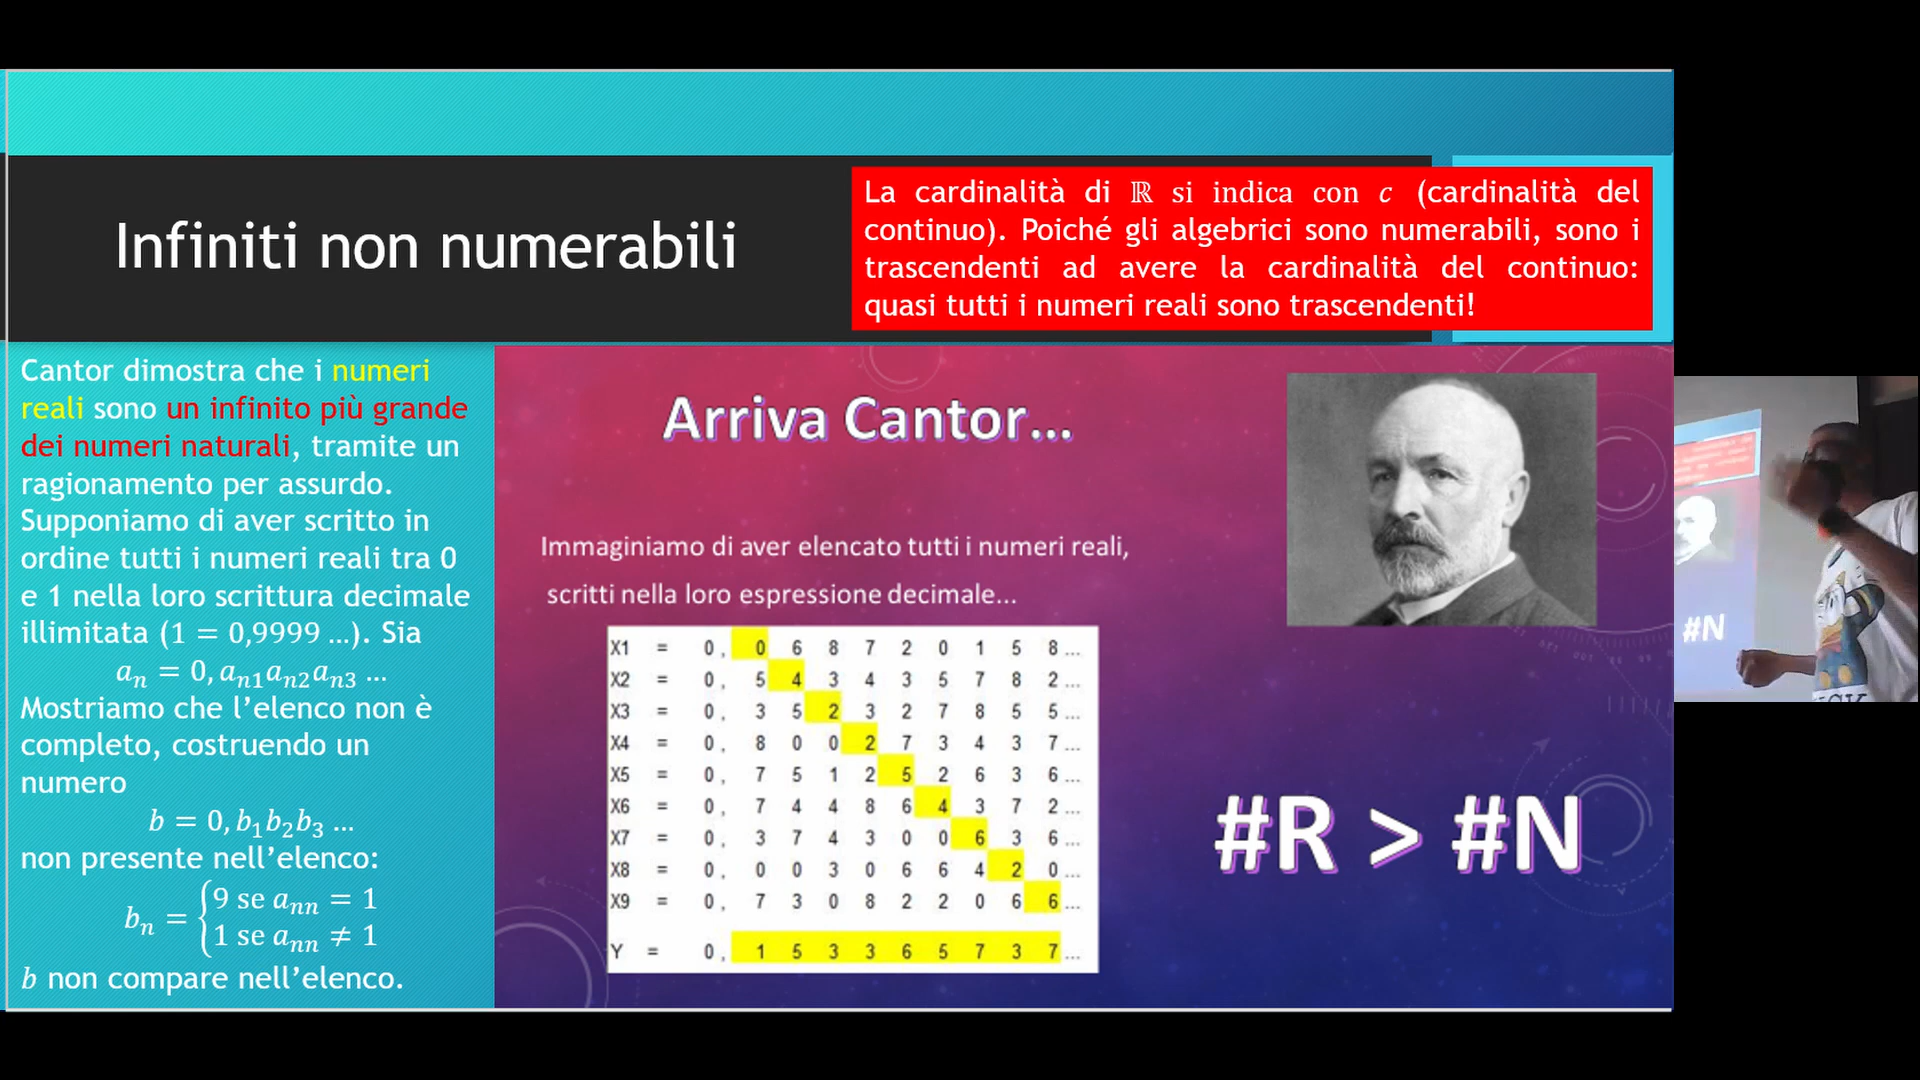 Infiniti non numerabili
La cardinalità di ℝ si indica con c (cardinalità del
continuo). Poiché gli algebrici sono numerabili, sono i
trascendenti ad avere la cardinalità del continuo:
quasi tutti i numeri reali sono trascendenti!
Cantor dimostra che i numeri
reali sono un infinito più grande
dei numeri naturali, tramite un
ragionamento per assurdo.
Supponiamo di aver scritto in
ordine tutti i numeri reali tra 0
e 1 nella loro scrittura decimale
illimitata (1 = 0,9999 …). Sia
aₙ = 0, aₙ₁aₙ₂aₙ₃ …
Mostriamo che l’elenco non è
completo, costruendo un
numero
b = 0, b₁b₂b₃ …
non presente nell’elenco:
bₙ = {9 se aₙₙ = 1
1 se aₙₙ ≠ 1
b non compare nell’elenco.
Arriva Cantor...
Immaginiamo di aver elencato tutti i numeri reali,
scritti nella loro espressione decimale...
X1 = 0, 0 6 8 7 2 0 1 5 8...
X2 = 0, 5 4 3 4 3 5 7 8 2...
X3 = 0, 3 5 2 3 2 7 8 5 5...
X4 = 0, 8 0 0 2 7 3 4 3 7...
X5 = 0, 7 5 1 2 5 2 6 3 6...
X6 = 0, 7 4 4 8 6 4 3 7 2...
X7 = 0, 3 7 4 3 0 0 6 3 6...
X8 = 0, 0 0 3 0 6 6 4 2 0...
X9 = 0, 7 3 0 8 2 2 0 6 6...
Y = 0, 1 5 3 3 6 5 7 3 7...
#R > #N
#N